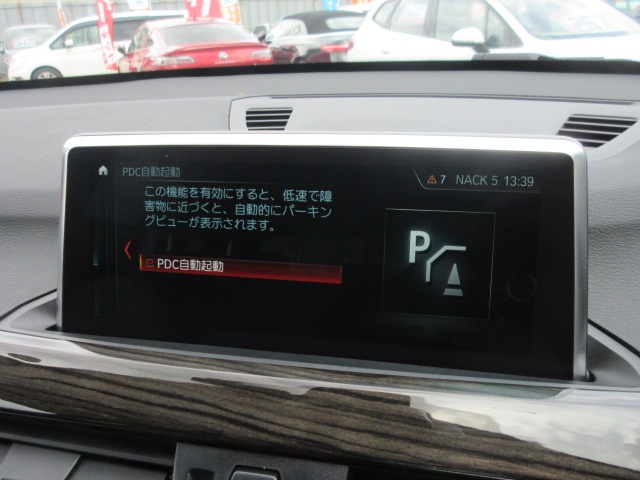 PDC自動起動
7 NACK 5 13:39
この機能を有効にすると、低速で障
害物に近づくと、自動的にパーキン
グビューが表示されます。
PDC自動起動
P